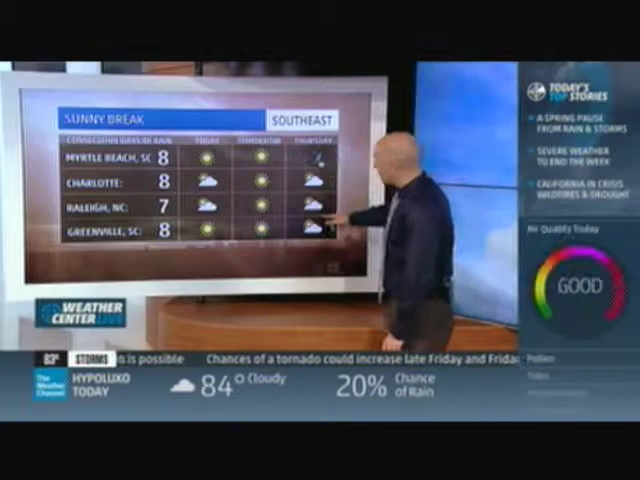 SUNNY BREAK
SOUTHEAST
CONSECUTIVE DAYS OF RAIN
TODAY
TOMORROW
THURSDAY
MYRTLE BEACH, SC 8
CHARLOTTE: 8
RALEIGH, NC: 7
GREENVILLE, SC: 8
TODAY'S
TOP STORIES
A SPRING PAUSE
FROM RAIN & STORMS
SEVERE WEATHER
TO END THE WEEK
CALIFORNIA IN CRISIS
WILDFIRES & DROUGHT
Air Quality Today
GOOD
WEATHER
CENTER LIVE
83° STORMS is possible Chances of a tornado could increase late Friday and Frida
Pollen
The
Weather
Channel
HYPOLUXO
TODAY
84° Cloudy
20% Chance
of Rain